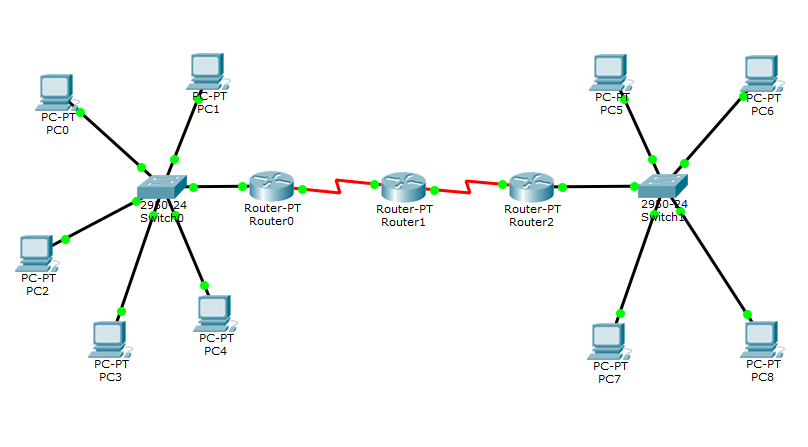 PC-PT
PC1
PC-PT
PC0
PC-PT
PC5
PC-PT
PC6
2950-24
Switch0
Router-PT
Router0
Router-PT
Router1
Router-PT
Router2
2950-24
Switch1
PC-PT
PC2
PC-PT
PC4
PC-PT
PC3
PC-PT
PC7
PC-PT
PC8